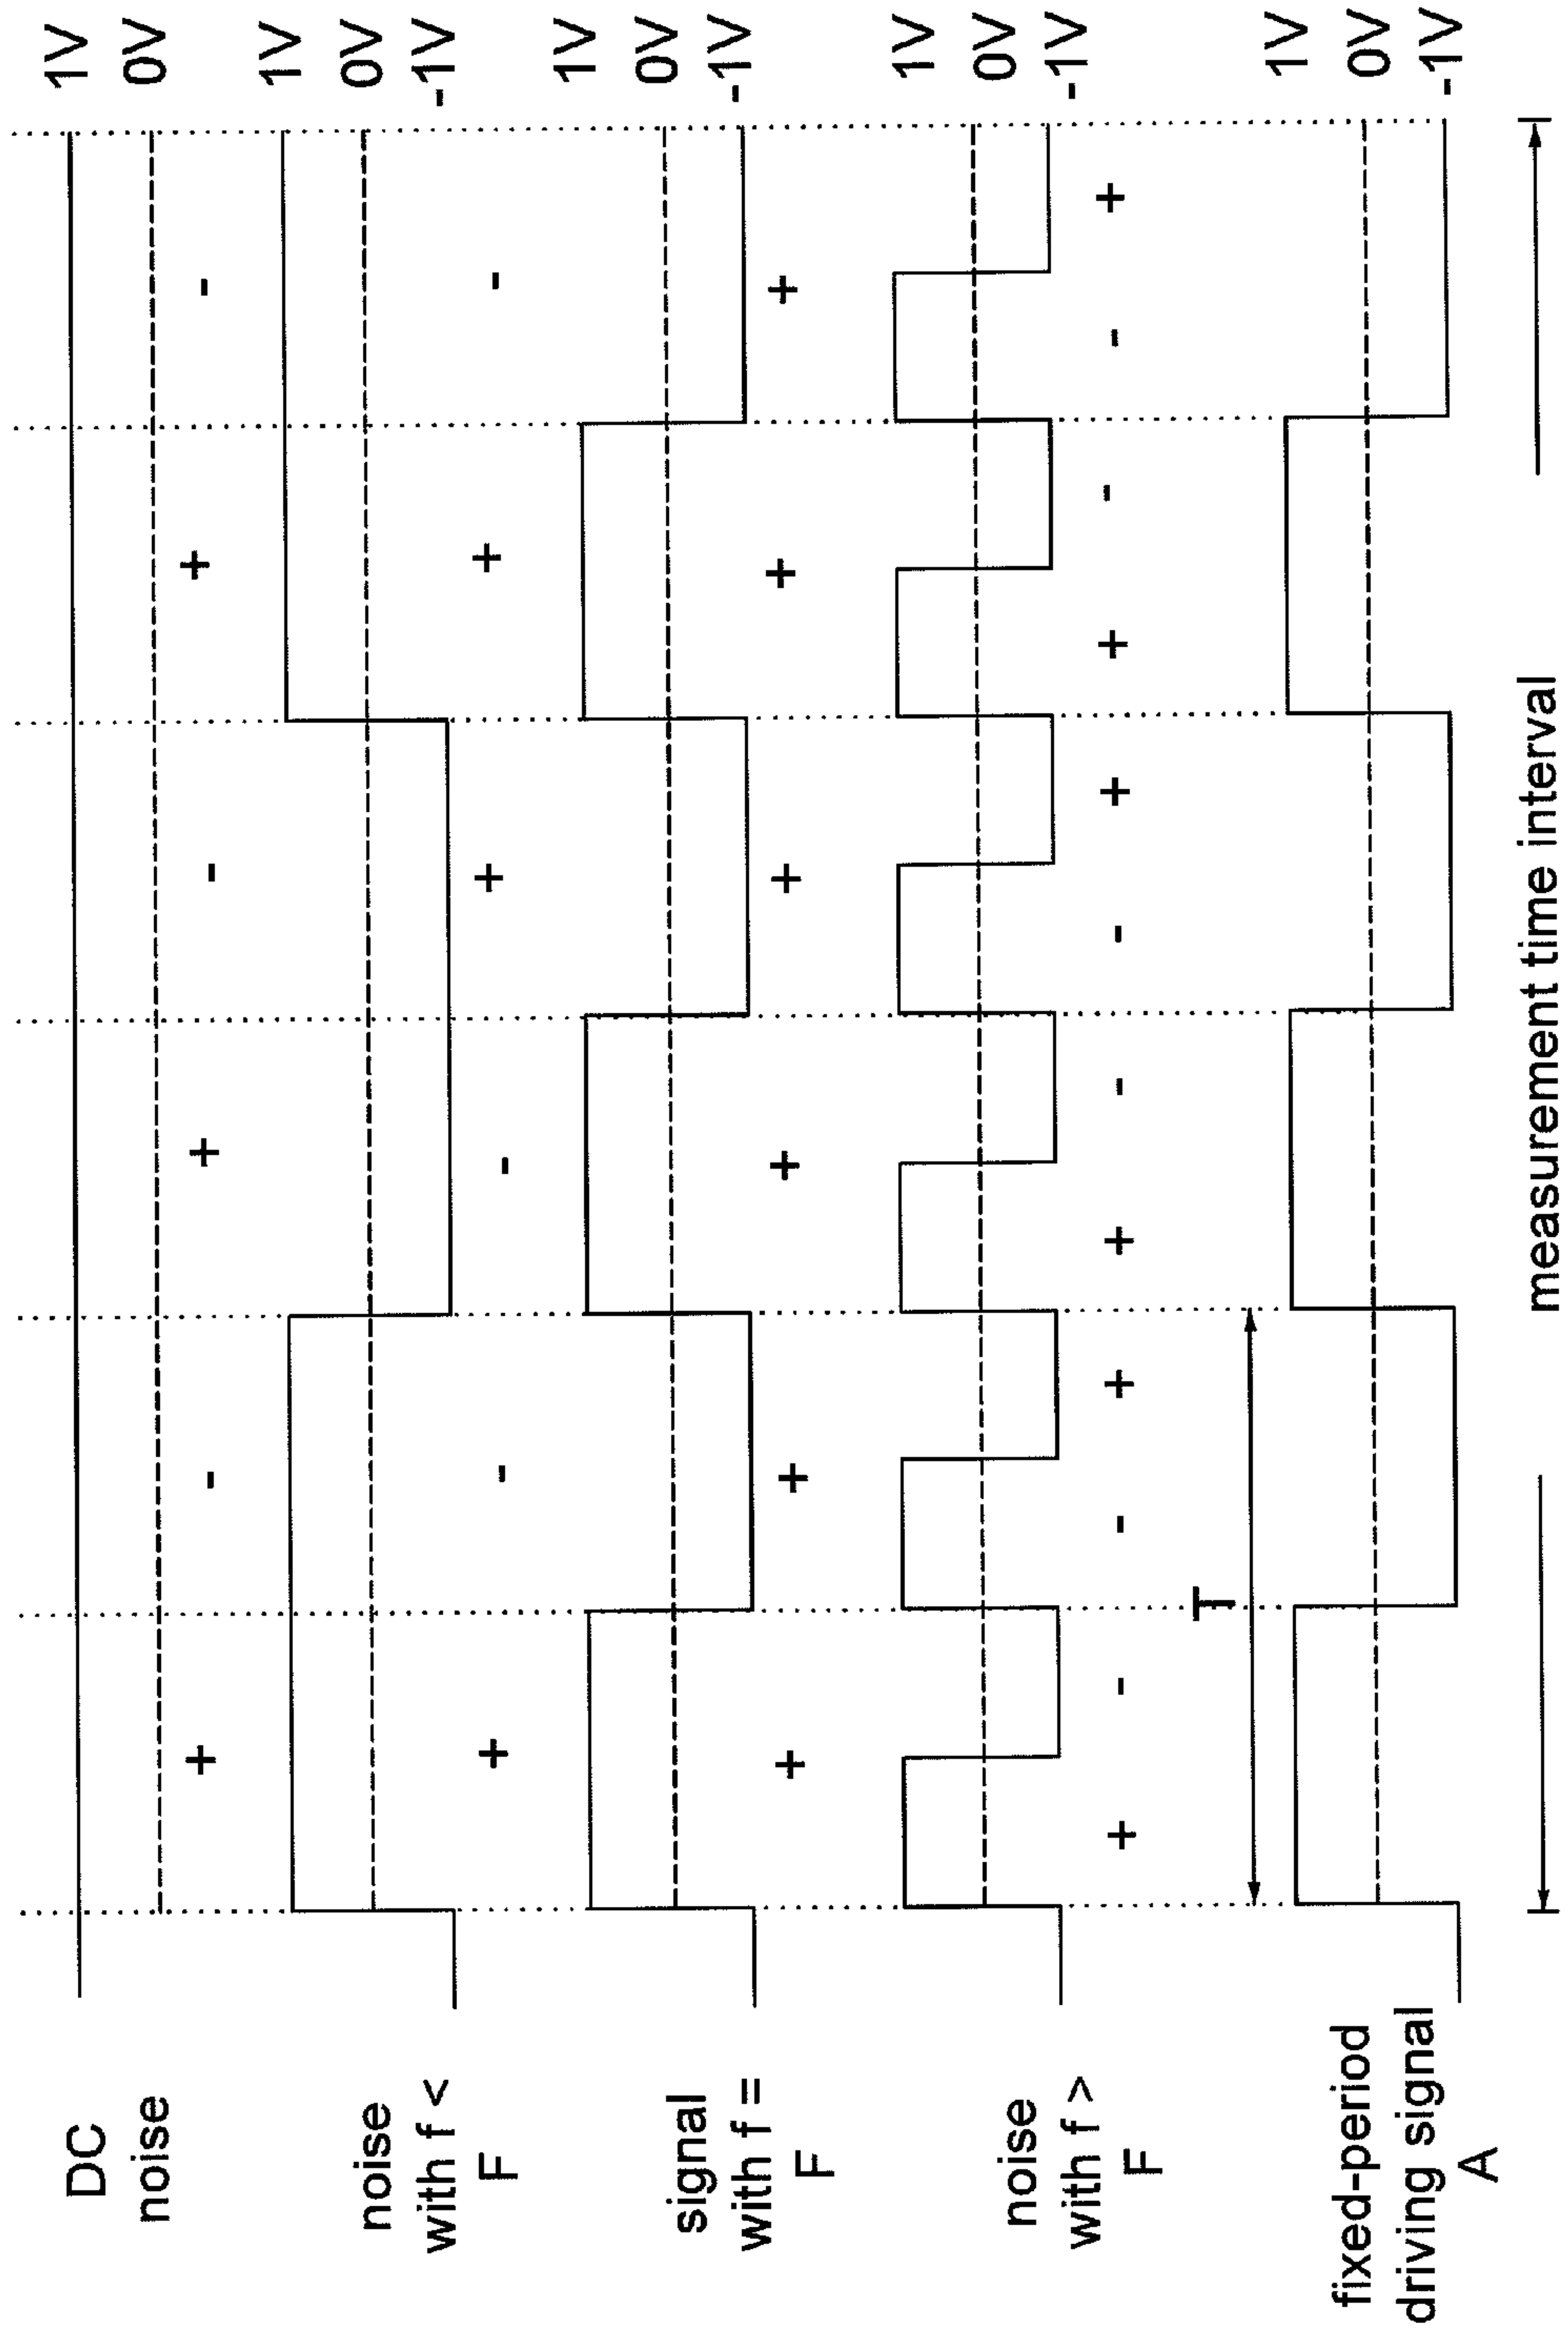 DC
noise
+ - + - + -
1V
0V
noise
with f <
F
+ - - + + -
1V
0V
-1V
signal
with f =
F
+ + + + + +
1V
0V
-1V
noise
with f >
F
+ - - + + - - + + - - +
1V
0V
-1V
T
fixed-period
driving signal
A
1V
0V
-1V
measurement time interval